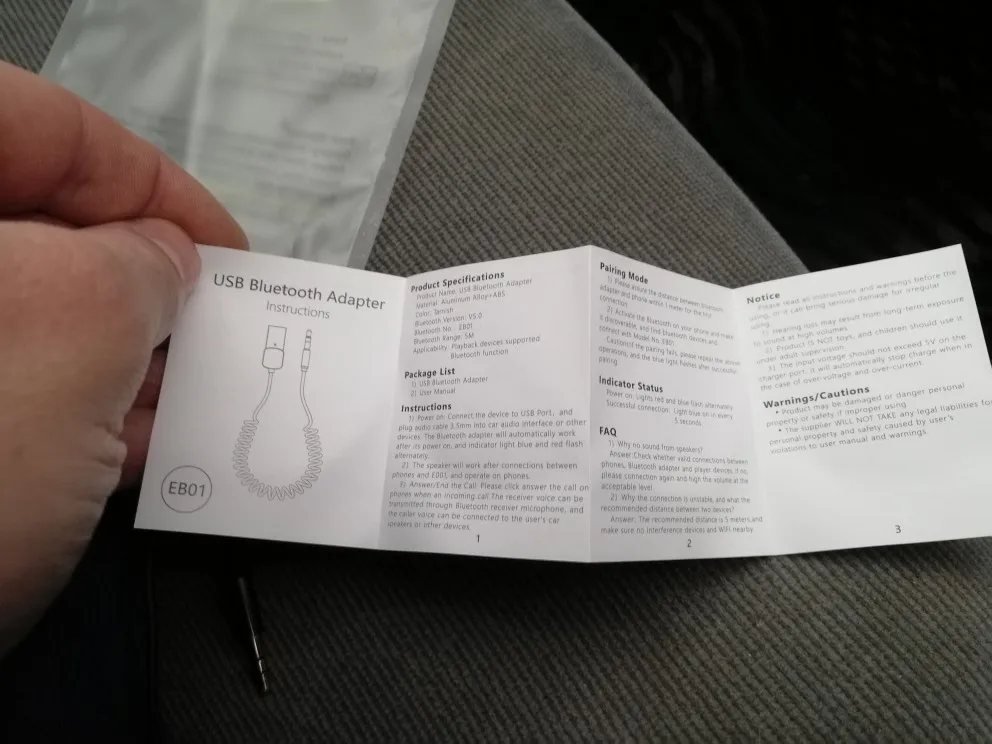 USB Bluetooth Adapter
Instructions
EB01
Product Specifications
Product Name: USB Bluetooth Adapter
Material: Aluminum Alloy+ABS
Color: Tarnish
Bluetooth Version: V5.0
Bluetooth No.: EB01
Bluetooth Range: 5M
Applicability: Playback devices supported
Bluetooth function
Package List
1) USB Bluetooth Adapter
2) User Manual
Instructions
1) Power on: Connect the device to USB Port, and
plug audio cable 3.5mm into car audio interface or other
devices. The Bluetooth adapter will automatically work
after its power on, and indicator light blue and red flash
alternately.
2) The speaker will work after connections between
phones and EB01, and operate on phones.
3) Answer/End the Call: Please click answer the call on
phones when an incoming call. The receiver voice can be
transmitted through Bluetooth receiver microphone, and
the caller voice can be connected to the user's car
speakers or other devices.
1
Pairing Mode
1) Please assure the distance between bluetooth
adapter and phone within 1 meter for the first
connection.
2) Activate the Bluetooth on your phone and make
it discoverable, and find bluetooth devices and
connect with Model No. EB01.
Caution:If the pairing fails, please repeat the above
operations, and the blue light flashes after successful
pairing.
Indicator Status
Power on: Lights red and blue flash alternately
Successful connection: Light blue on in every
5 seconds.
FAQ
1) Why no sound from speakers?
Answer:Check whether valid connections between
phones, Bluetooth adapter and prayer devices.If no,
please connection again and high the volume at the
acceptable level.
2) Why the connection is unstable, and what the
recommended distance between two devices?
Answer: The recommended distance is 5 meters,and
make sure no interference devices and WIFI nearby
2
Notice
Please read as instructions and warnings before the
using, or it can bring serious damage for irregular
using.
1) Hearing loss may result from long-term exposure
to sound at high volumes.
2) Product IS NOT toys, and children should use it
under adult supervision.
3) The input voltage should not exceed 5V on the
charger port, it will automatically stop charge when in
the case of over-voltage and over-current.
Warnings/Cautions
• Product may be damaged or danger personal
property or safety if improper using.
• The supplier WILL NOT TAKE any legal liabilities for
personal property and safety caused by user's
violations to user manual and warnings.
3